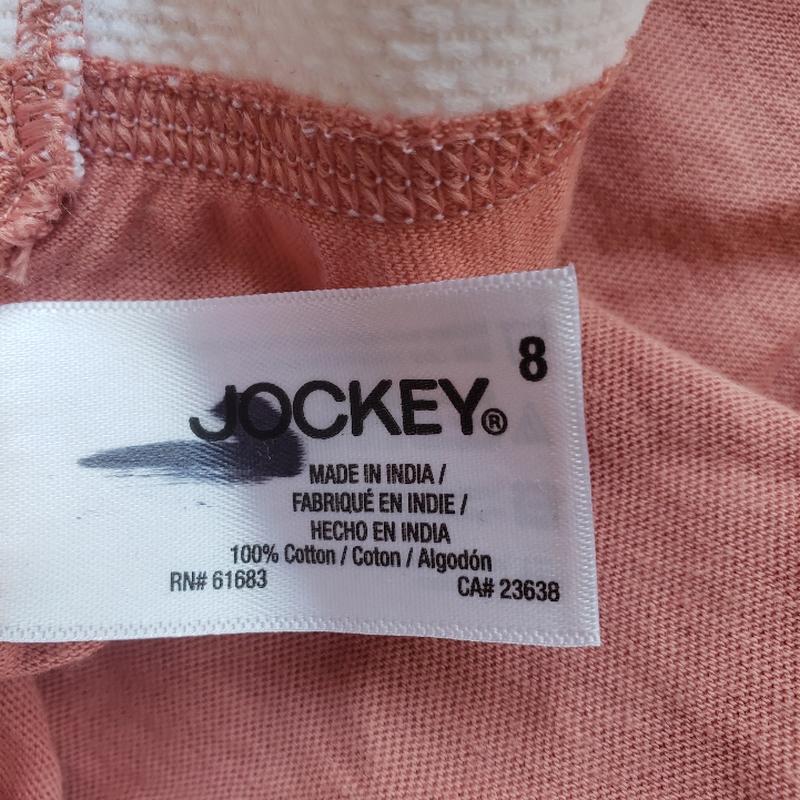 8
JOCKEY®
MADE IN INDIA /
FABRIQUÉ EN INDIE /
HECHO EN INDIA
100% Cotton / Coton / Algodón
RN# 61683 CA# 23638